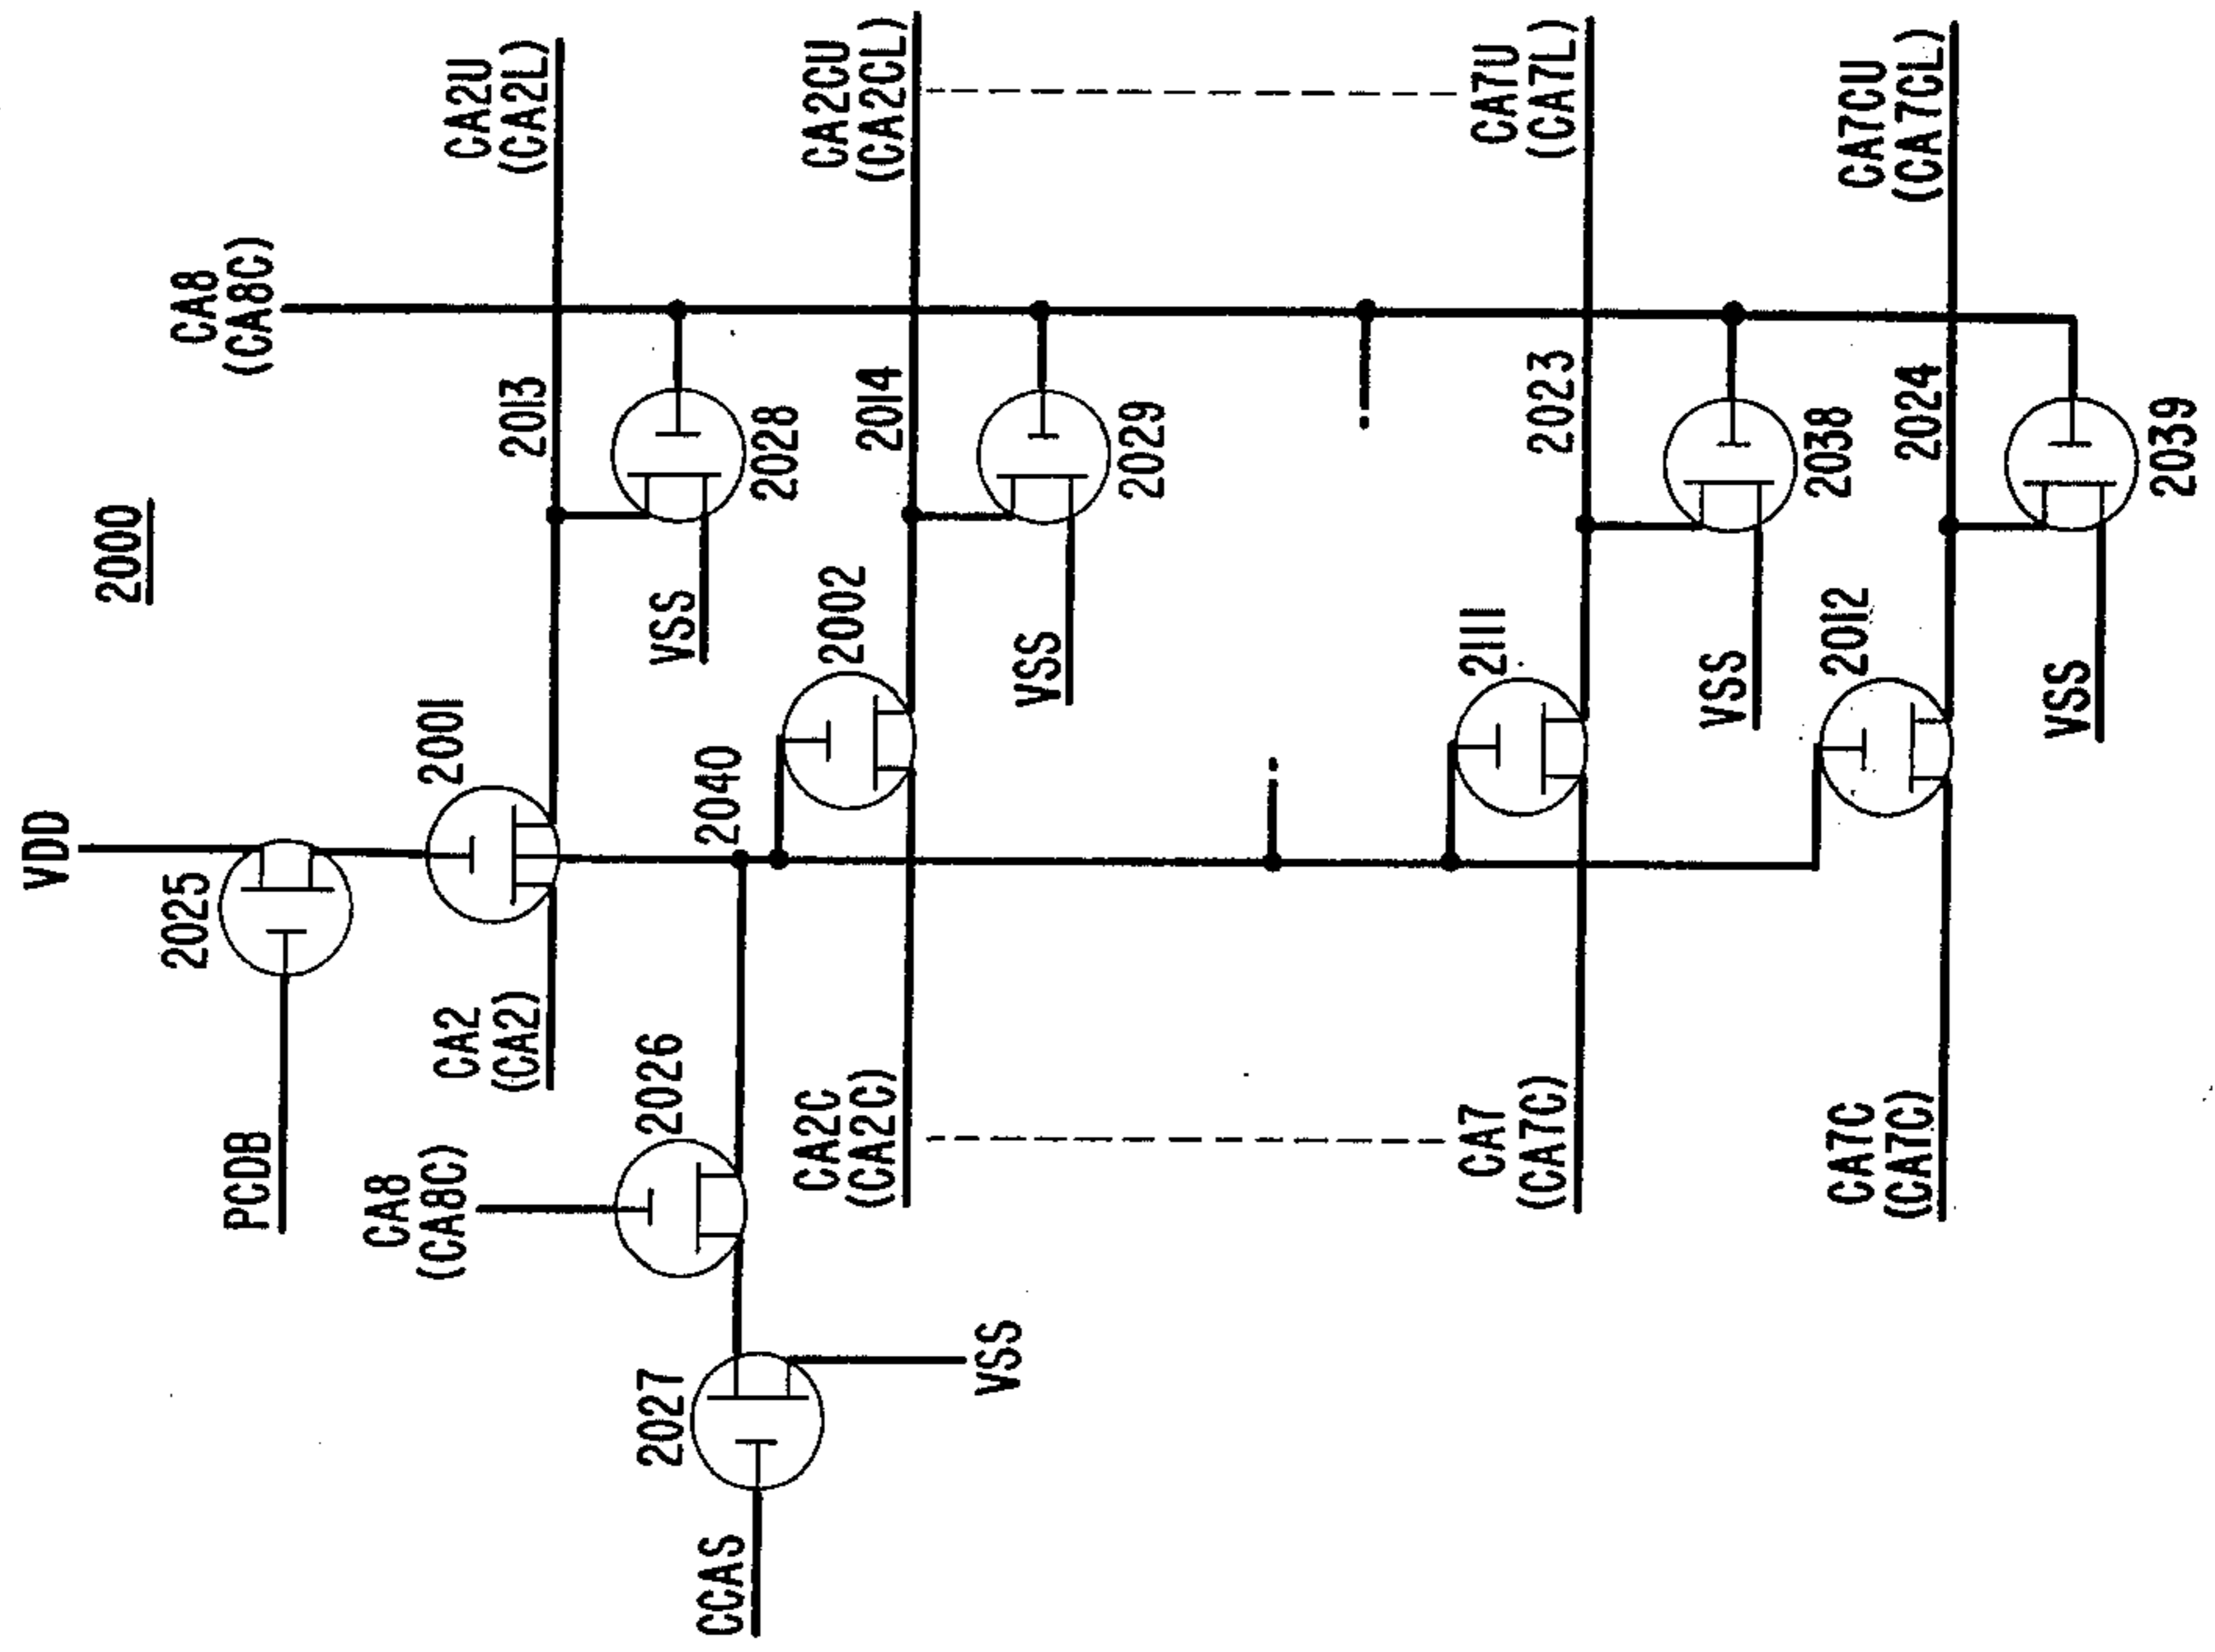 2000
VDD
2025
PCDB
2001
CA2
(CA2)
2013
CA2U
(CA2L)
CA8
(CA8C)
2028
VSS
2040
2026
CA8
(CA8C)
2027
CCAS
VSS
2002
CA2C
(CA2C)
2014
CA2CU
(CA2CL)
2029
VSS
2111
CA7
(CA7C)
2023
CA7U
(CA7L)
2038
VSS
2012
CA7C
(CA7C)
2024
CA7CU
(CA7CL)
2039
VSS